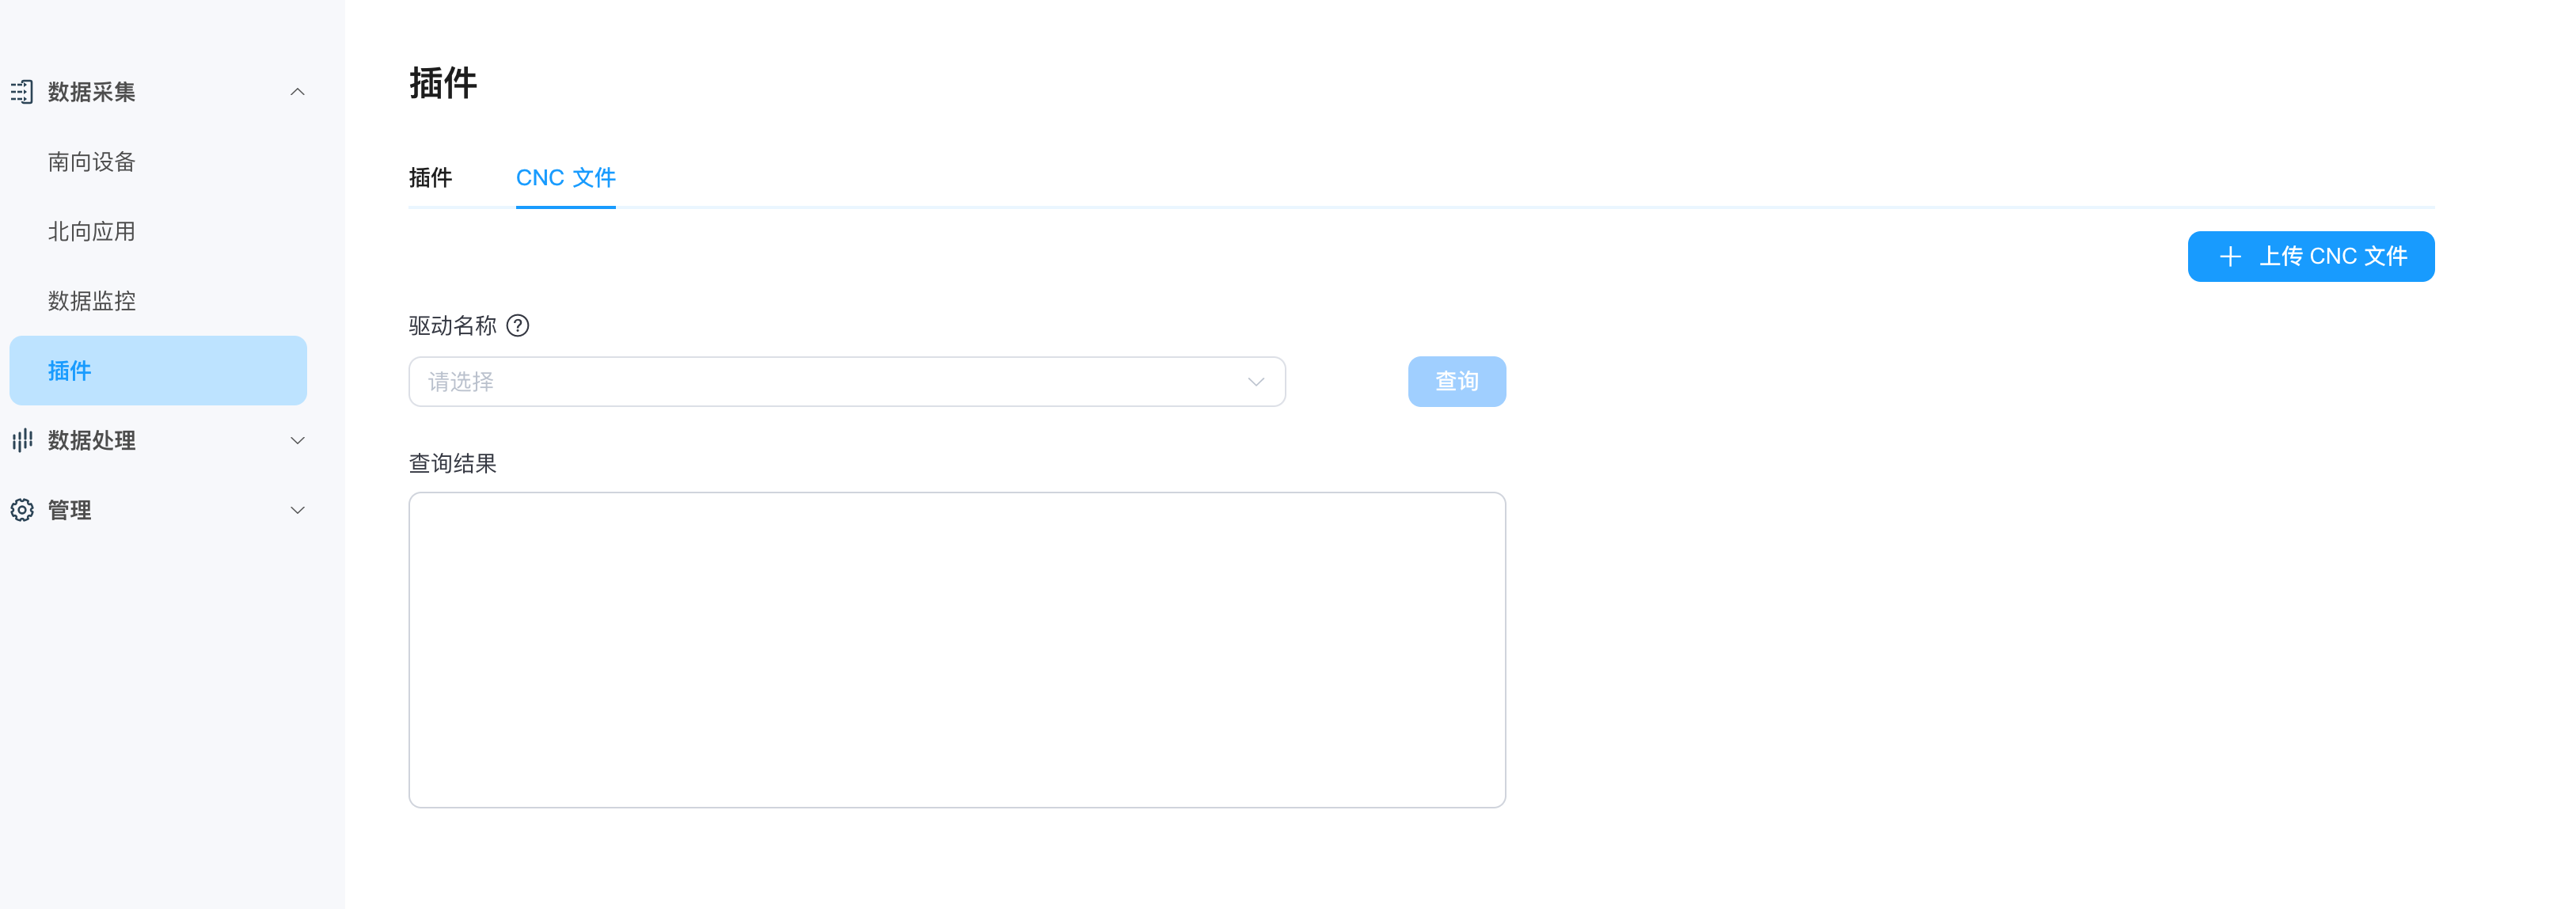 数据采集
南向设备
北向应用
数据监控
插件
数据处理
管理
插件
插件
CNC 文件
上传 CNC 文件
驱动名称
请选择
查询
查询结果